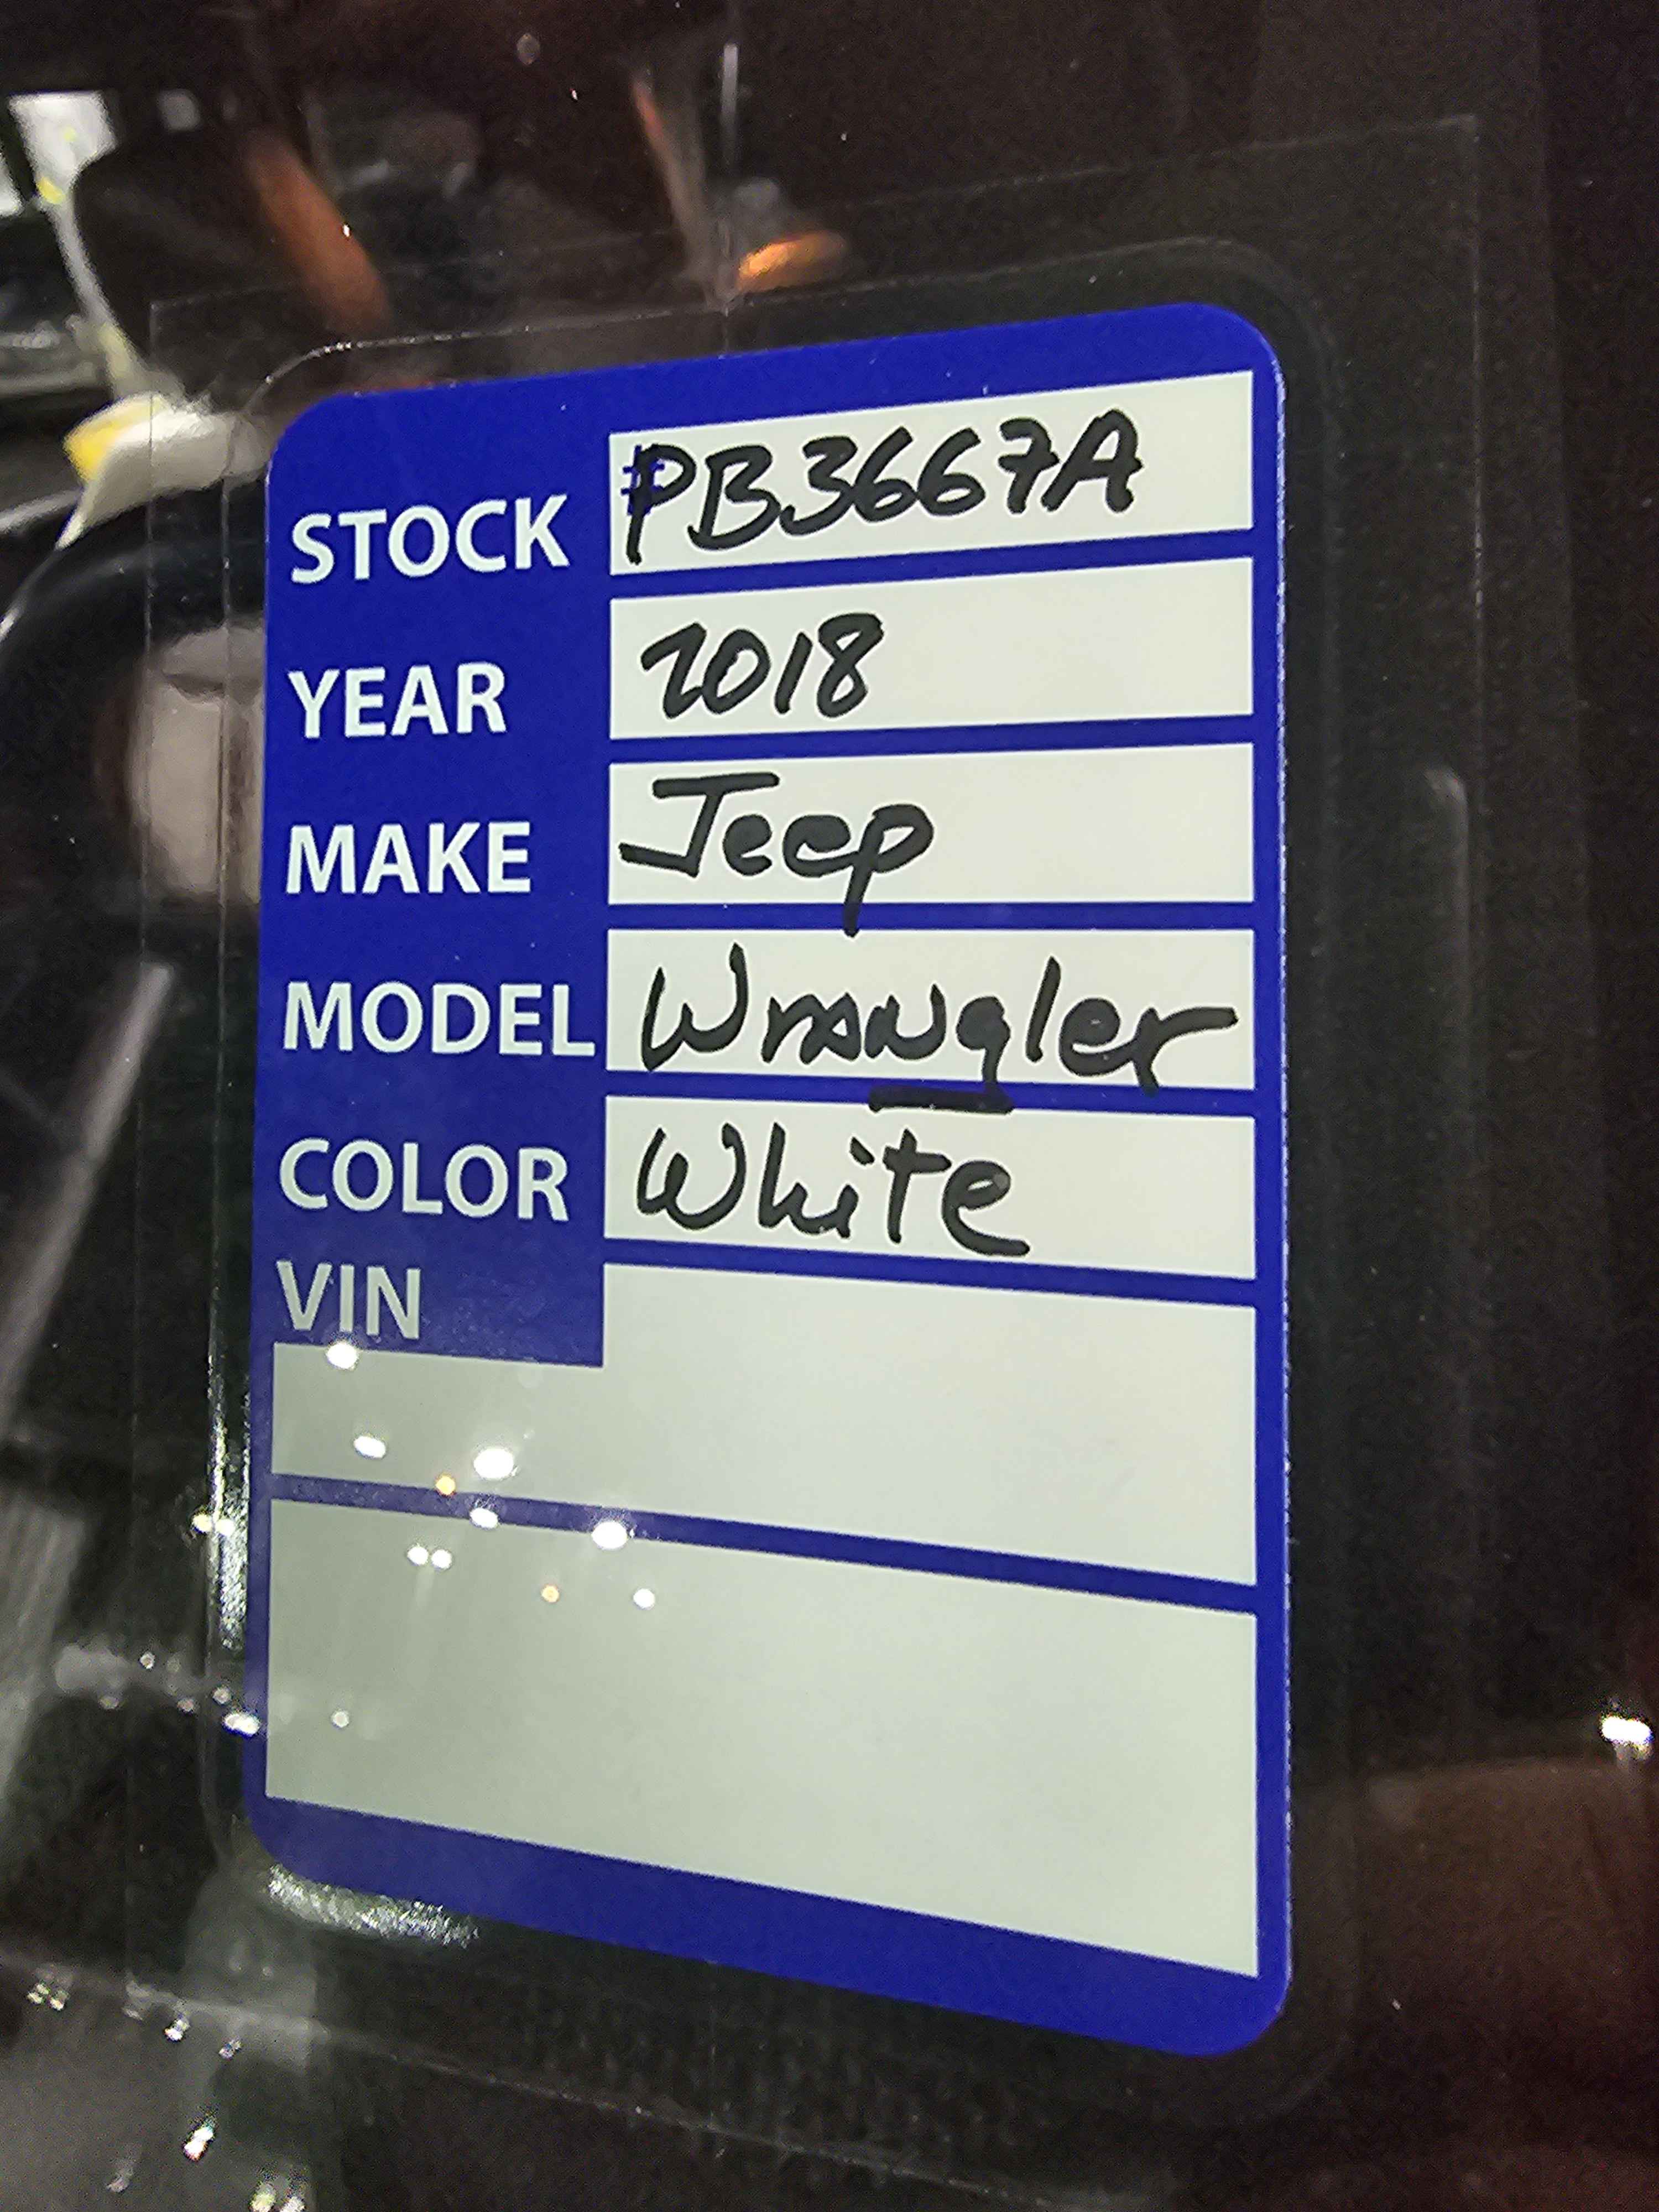 STOCK #PB3667A
YEAR 2018
MAKE Jeep
MODEL Wrangler
COLOR White
VIN